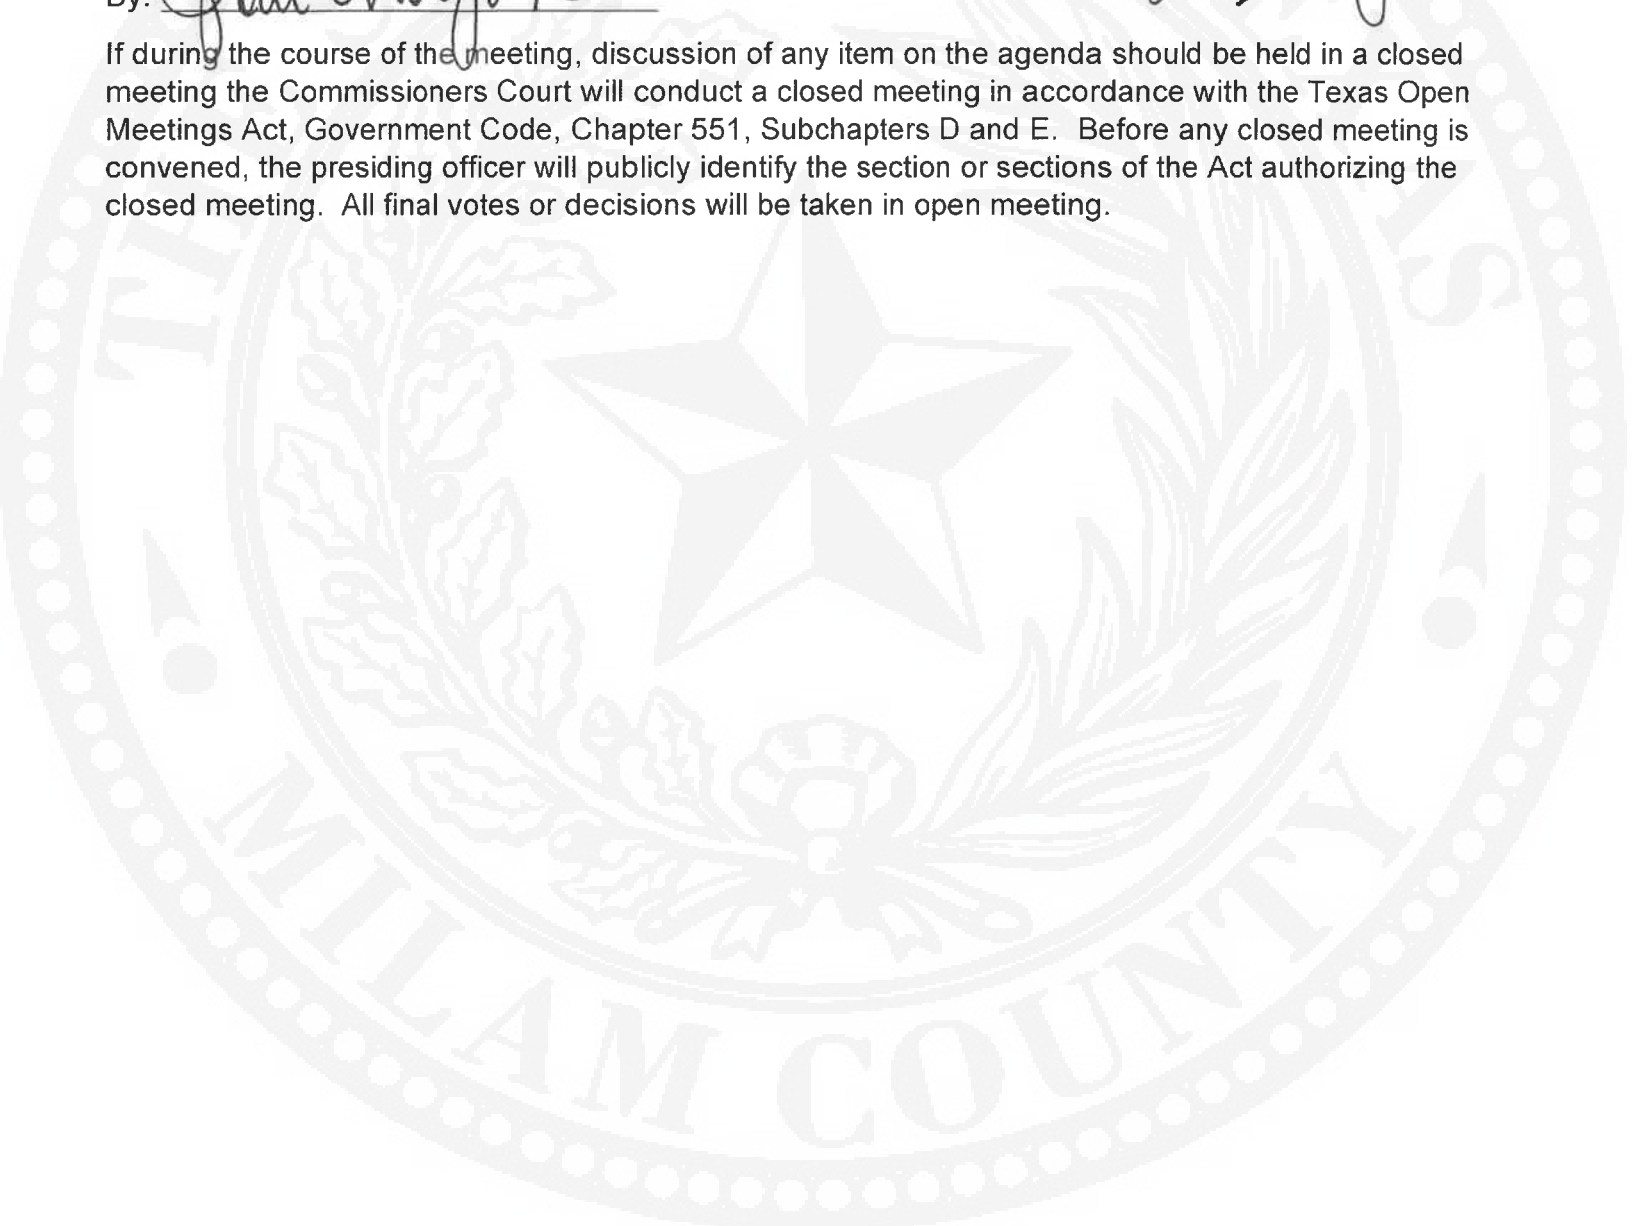 By:
If during the course of the meeting, discussion of any item on the agenda should be held in a closed
meeting the Commissioners Court will conduct a closed meeting in accordance with the Texas Open
Meetings Act, Government Code, Chapter 551, Subchapters D and E. Before any closed meeting is
convened, the presiding officer will publicly identify the section or sections of the Act authorizing the
closed meeting. All final votes or decisions will be taken in open meeting.
MILAM COUNTY